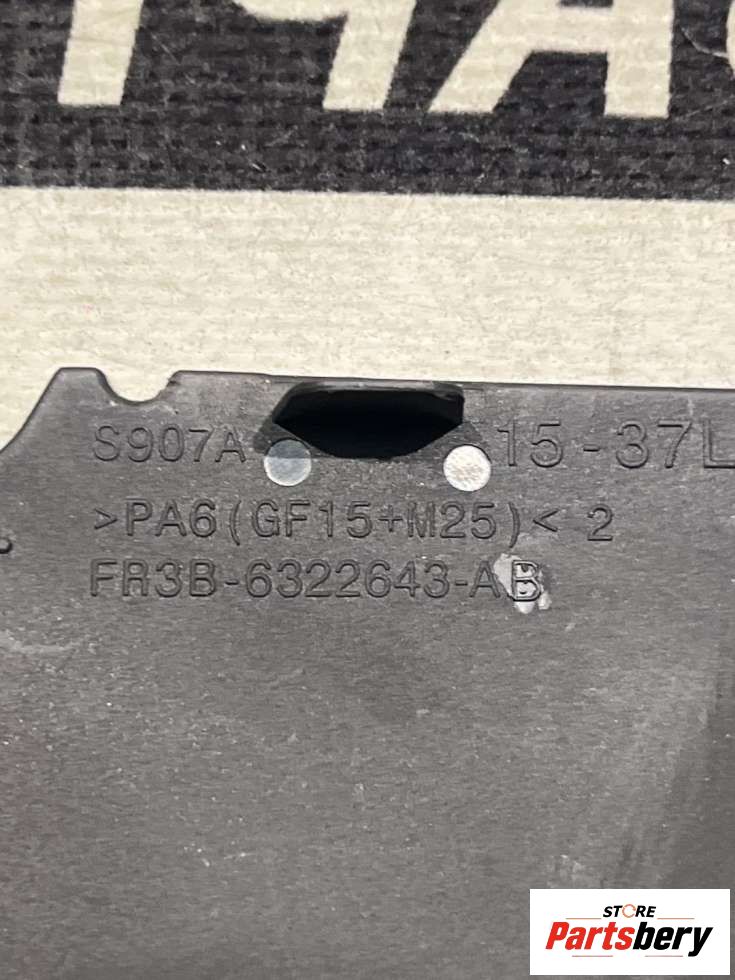 S907A 15-37L
>PA6(GF15+M25)< 2
FR3B-6322643-AB
STORE
Partsbery